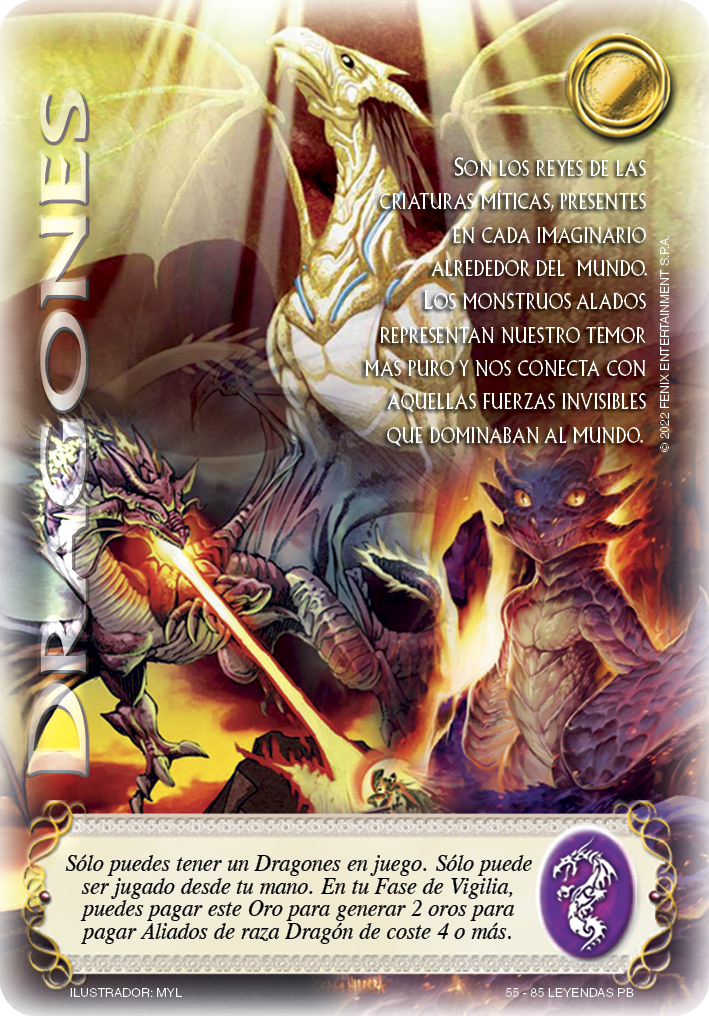 DRAGONES
Son los reyes de las
criaturas míticas, presentes
en cada imaginario
alrededor del mundo.
Los monstruos alados
representan nuestro temor
más puro y nos conecta con
aquellas fuerzas invisibles
que dominaban al mundo.
© 2022 FENIX ENTERTAINMENT S.P.A.
Sólo puedes tener un Dragones en juego. Sólo puede
ser jugado desde tu mano. En tu Fase de Vigilia,
puedes pagar este Oro para generar 2 oros para
pagar Aliados de raza Dragón de coste 4 o más.
ILUSTRADOR: MYL
55 - 85 LEYENDAS PB